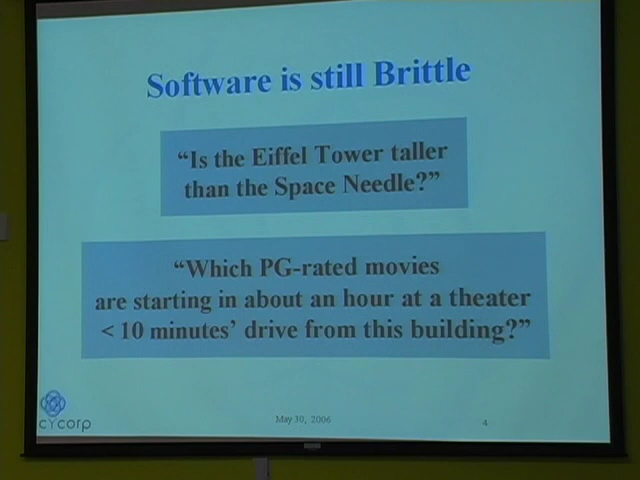 Software is still Brittle
“Is the Eiffel Tower taller
than the Space Needle?”
“Which PG-rated movies
are starting in about an hour at a theater
< 10 minutes’ drive from this building?”
cycorp
May 30, 2006
4